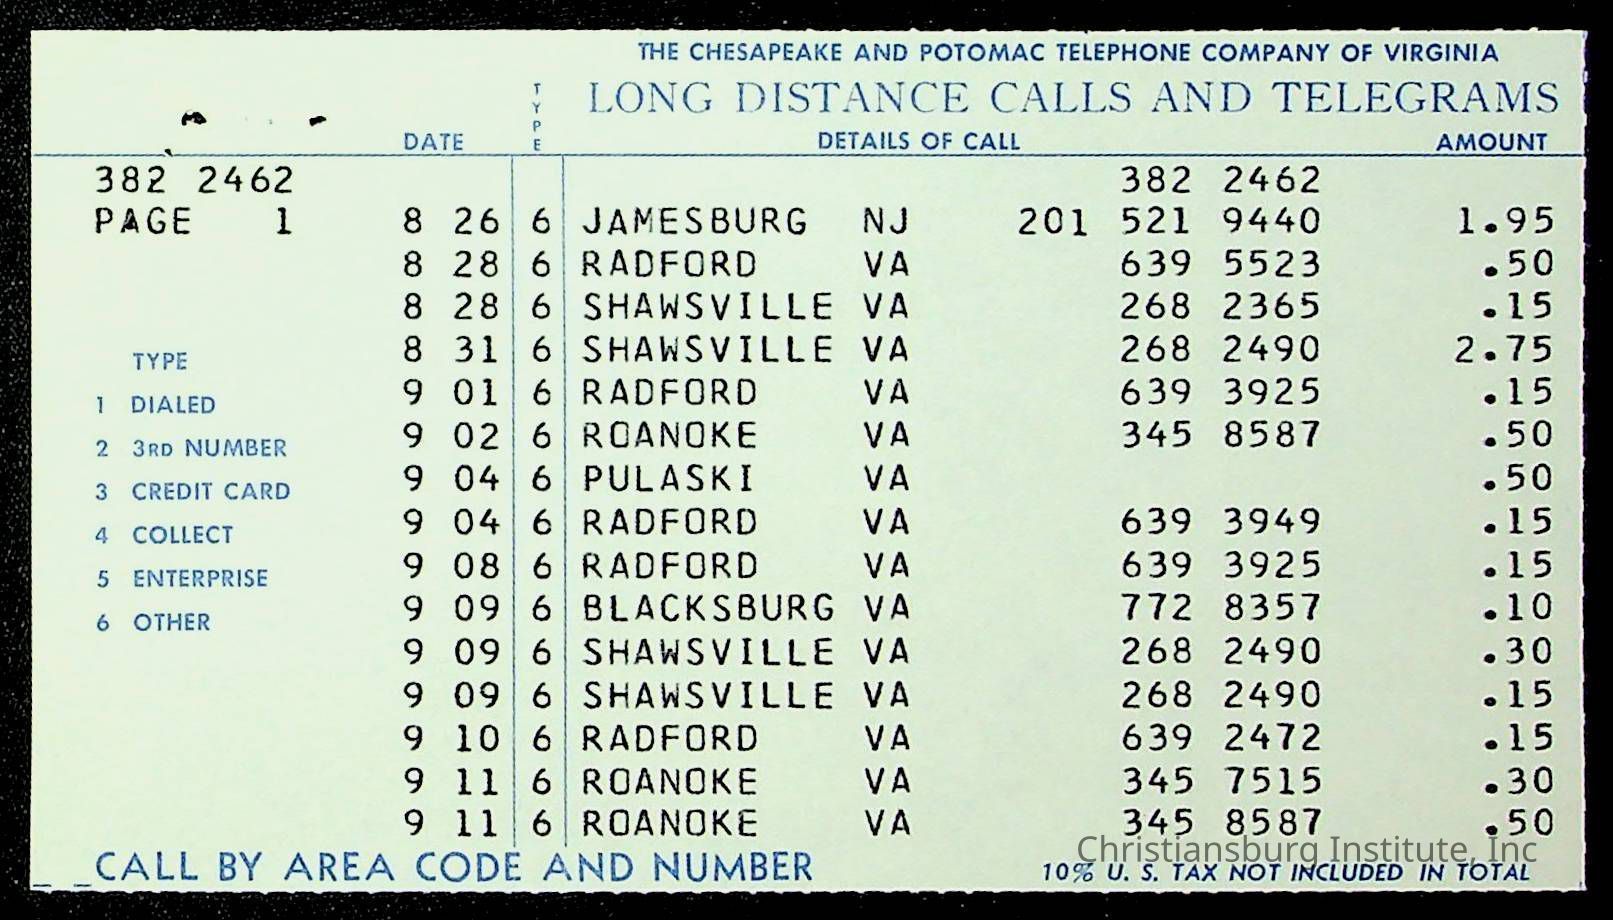 THE CHESAPEAKE AND POTOMAC TELEPHONE COMPANY OF VIRGINIA
LONG DISTANCE CALLS AND TELEGRAMS
DATE TYPE DETAILS OF CALL AMOUNT
382 2462 382 2462
PAGE 1 8 26 6 JAMESBURG NJ 201 521 9440 1.95
8 28 6 RADFORD VA 639 5523 .50
8 28 6 SHAWSVILLE VA 268 2365 .15
8 31 6 SHAWSVILLE VA 268 2490 2.75
TYPE
9 01 6 RADFORD VA 639 3925 .15
1 DIALED
9 02 6 ROANOKE VA 345 8587 .50
2 3RD NUMBER
9 04 6 PULASKI VA .50
3 CREDIT CARD
9 04 6 RADFORD VA 639 3949 .15
4 COLLECT
9 08 6 RADFORD VA 639 3925 .15
5 ENTERPRISE
9 09 6 BLACKSBURG VA 772 8357 .10
6 OTHER
9 09 6 SHAWSVILLE VA 268 2490 .30
9 09 6 SHAWSVILLE VA 268 2490 .15
9 10 6 RADFORD VA 639 2472 .15
9 11 6 ROANOKE VA 345 7515 .30
9 11 6 ROANOKE VA 345 8587 .50
Christiansburg Institute, Inc
CALL BY AREA CODE AND NUMBER
10% U. S. TAX NOT INCLUDED IN TOTAL